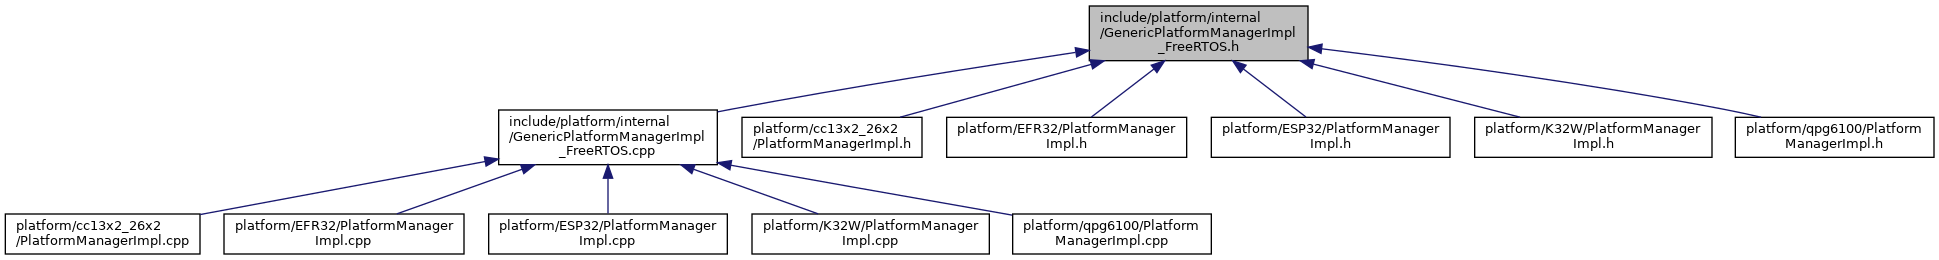 include/platform/internal
/GenericPlatformManagerImpl
_FreeRTOS.h
include/platform/internal
/GenericPlatformManagerImpl
_FreeRTOS.cpp
platform/cc13x2_26x2
/PlatformManagerImpl.h
platform/EFR32/PlatformManager
Impl.h
platform/ESP32/PlatformManager
Impl.h
platform/K32W/PlatformManager
Impl.h
platform/qpg6100/Platform
ManagerImpl.h
platform/cc13x2_26x2
/PlatformManagerImpl.cpp
platform/EFR32/PlatformManager
Impl.cpp
platform/ESP32/PlatformManager
Impl.cpp
platform/K32W/PlatformManager
Impl.cpp
platform/qpg6100/Platform
ManagerImpl.cpp